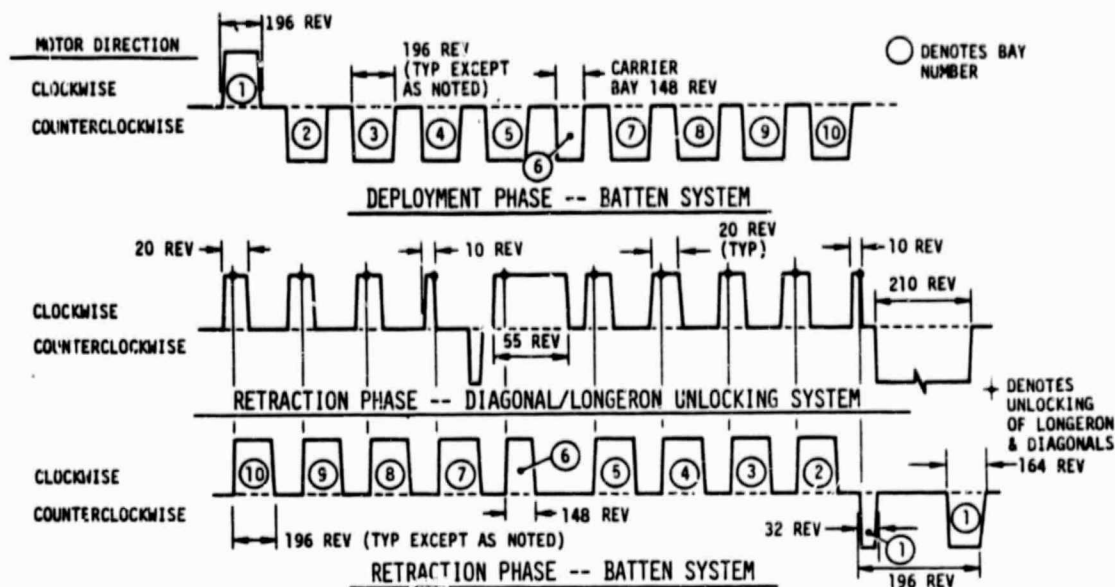 196 REV
MOTOR DIRECTION
196 REV
(TYP EXCEPT
AS NOTED)
CARRIER
BAY 148 REV
DENOTES BAY
NUMBER
CLOCKWISE
COUNTERCLOCKWISE
1
2
3
4
5
6
7
8
9
10
DEPLOYMENT PHASE -- BATTEN SYSTEM
20 REV
10 REV
20 REV
(TYP)
10 REV
210 REV
CLOCKWISE
COUNTERCLOCKWISE
55 REV
RETRACTION PHASE -- DIAGONAL/LONGERON UNLOCKING SYSTEM
DENOTES
UNLOCKING
OF LONGERON
& DIAGONALS
CLOCKWISE
COUNTERCLOCKWISE
10
9
8
7
6
5
4
3
2
1
1
164 REV
148 REV
32 REV
196 REV (TYP EXCEPT AS NOTED)
196 REV
RETRACTION PHASE -- BATTEN SYSTEM